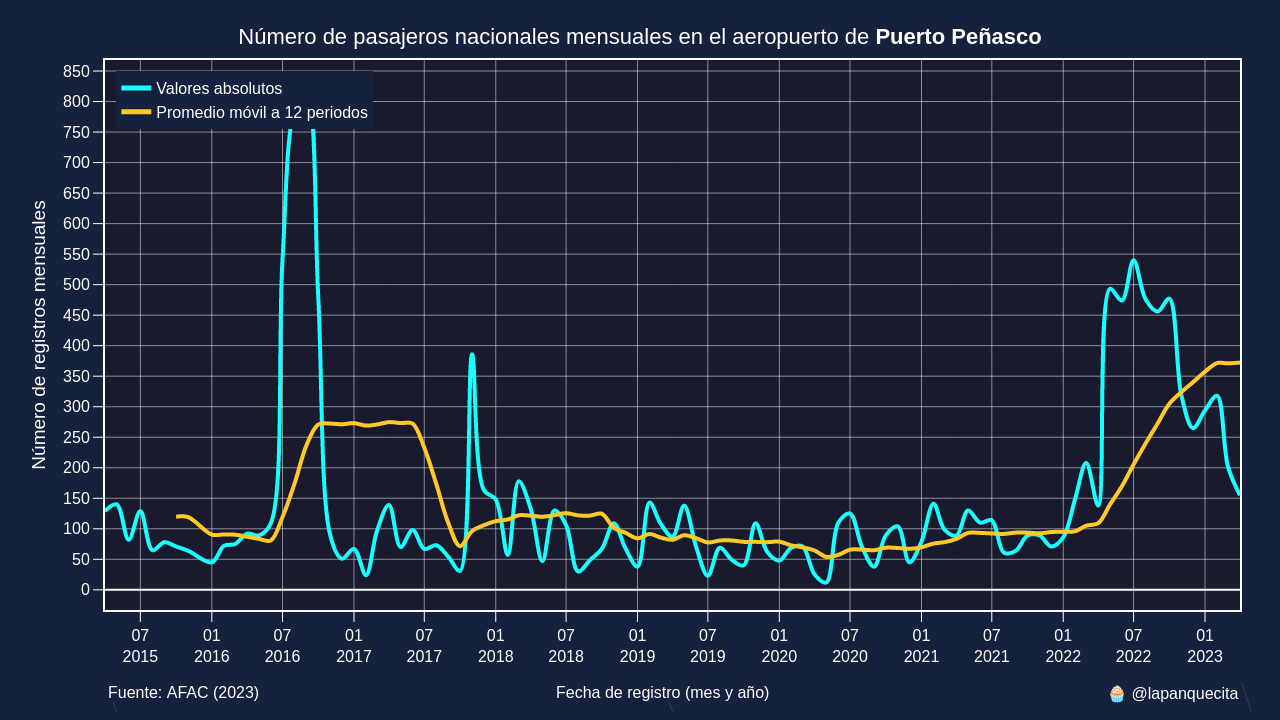 Número de pasajeros nacionales mensuales en el aeropuerto de Puerto Peñasco
Valores absolutos
Promedio móvil a 12 periodos
Número de registros mensuales
850
800
750
700
650
600
550
500
450
400
350
300
250
200
150
100
50
0
07 01 07 01 07 01 07 01 07 01 07 01 07 01 07 01
2015 2016 2016 2017 2017 2018 2018 2019 2019 2020 2020 2021 2021 2022 2022 2023
Fuente: AFAC (2023)
Fecha de registro (mes y año)
🧁 @lapanquecita